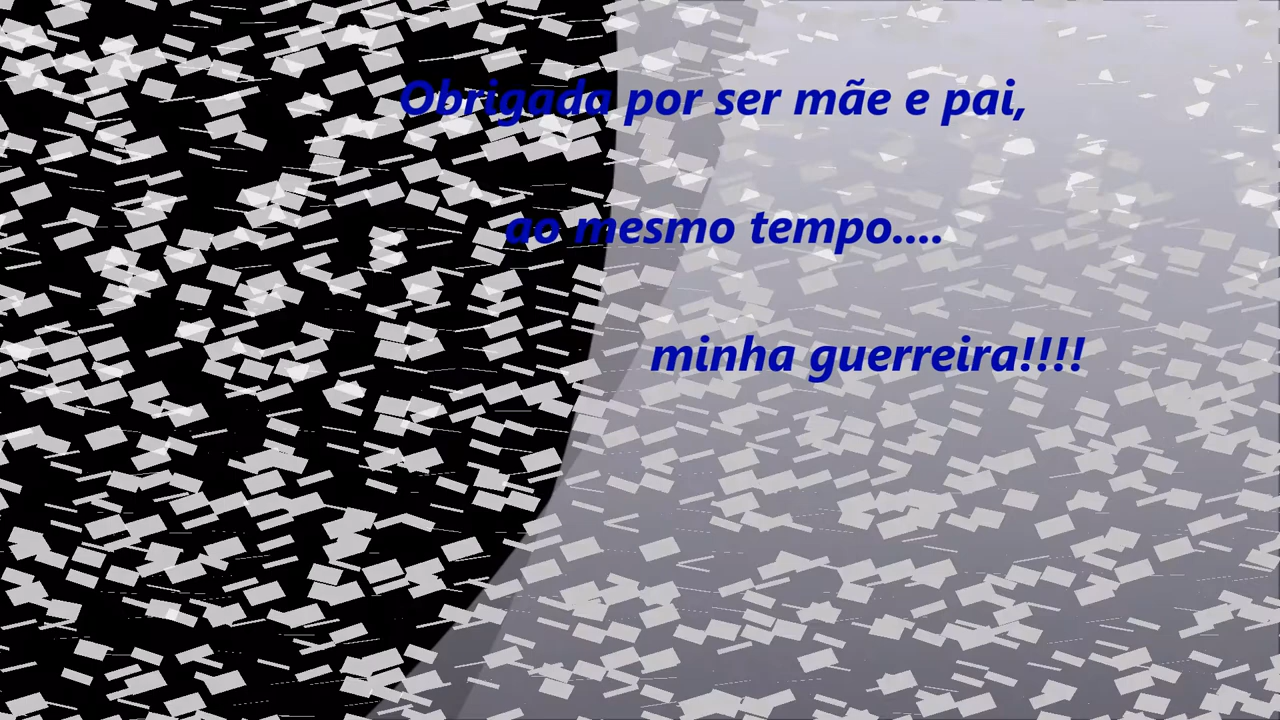 Obrigada por ser mãe e pai,
ao mesmo tempo....
minha guerreira!!!!